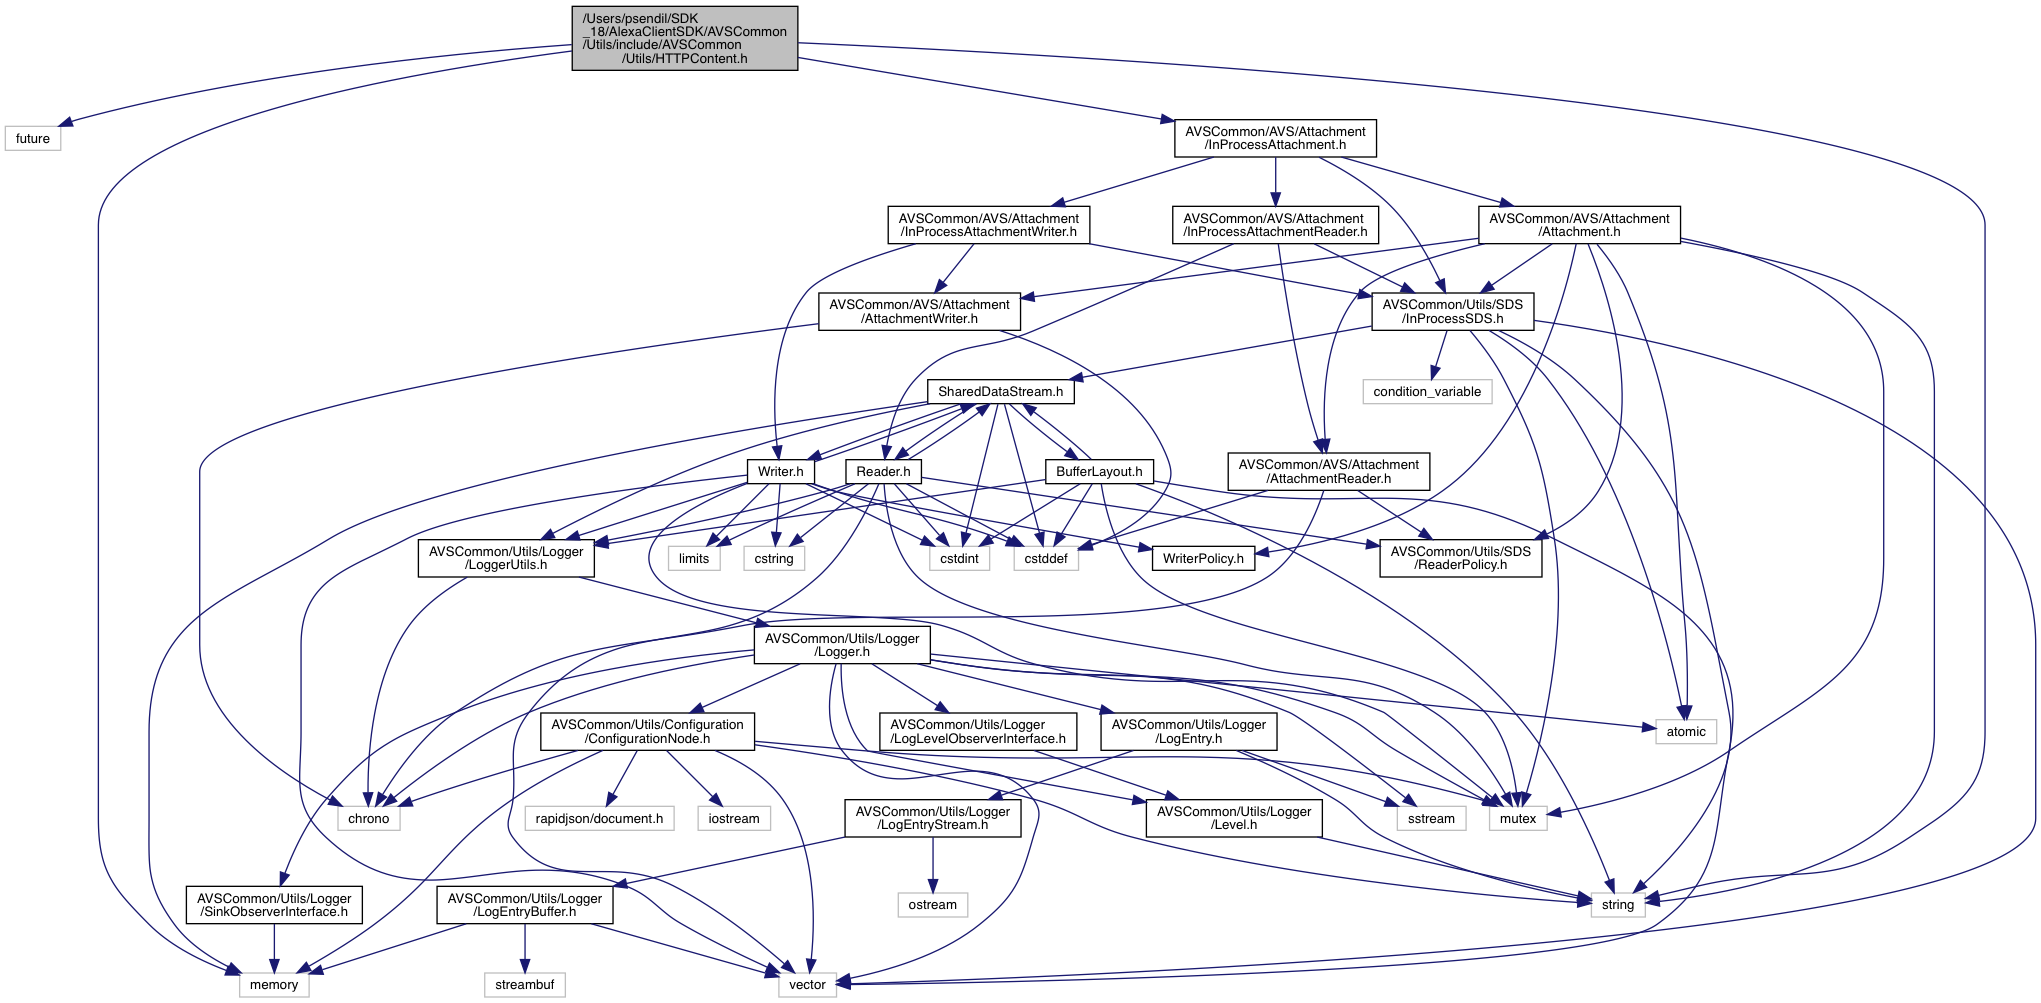 /Users/psendil/SDK
_18/AlexaClientSDK/AVSCommon
/Utils/include/AVSCommon
/Utils/HTTPContent.h
future
AVSCommon/AVS/Attachment
/InProcessAttachment.h
AVSCommon/AVS/Attachment
/InProcessAttachmentWriter.h
AVSCommon/AVS/Attachment
/InProcessAttachmentReader.h
AVSCommon/AVS/Attachment
/Attachment.h
AVSCommon/AVS/Attachment
/AttachmentWriter.h
AVSCommon/Utils/SDS
/InProcessSDS.h
SharedDataStream.h
condition_variable
Writer.h
Reader.h
BufferLayout.h
AVSCommon/AVS/Attachment
/AttachmentReader.h
AVSCommon/Utils/Logger
/LoggerUtils.h
limits
cstring
cstdint
cstddef
WriterPolicy.h
AVSCommon/Utils/SDS
/ReaderPolicy.h
AVSCommon/Utils/Logger
/Logger.h
AVSCommon/Utils/Configuration
/ConfigurationNode.h
AVSCommon/Utils/Logger
/LogLevelObserverInterface.h
AVSCommon/Utils/Logger
/LogEntry.h
atomic
chrono
rapidjson/document.h
iostream
AVSCommon/Utils/Logger
/LogEntryStream.h
AVSCommon/Utils/Logger
/Level.h
sstream
mutex
AVSCommon/Utils/Logger
/SinkObserverInterface.h
AVSCommon/Utils/Logger
/LogEntryBuffer.h
ostream
string
memory
streambuf
vector